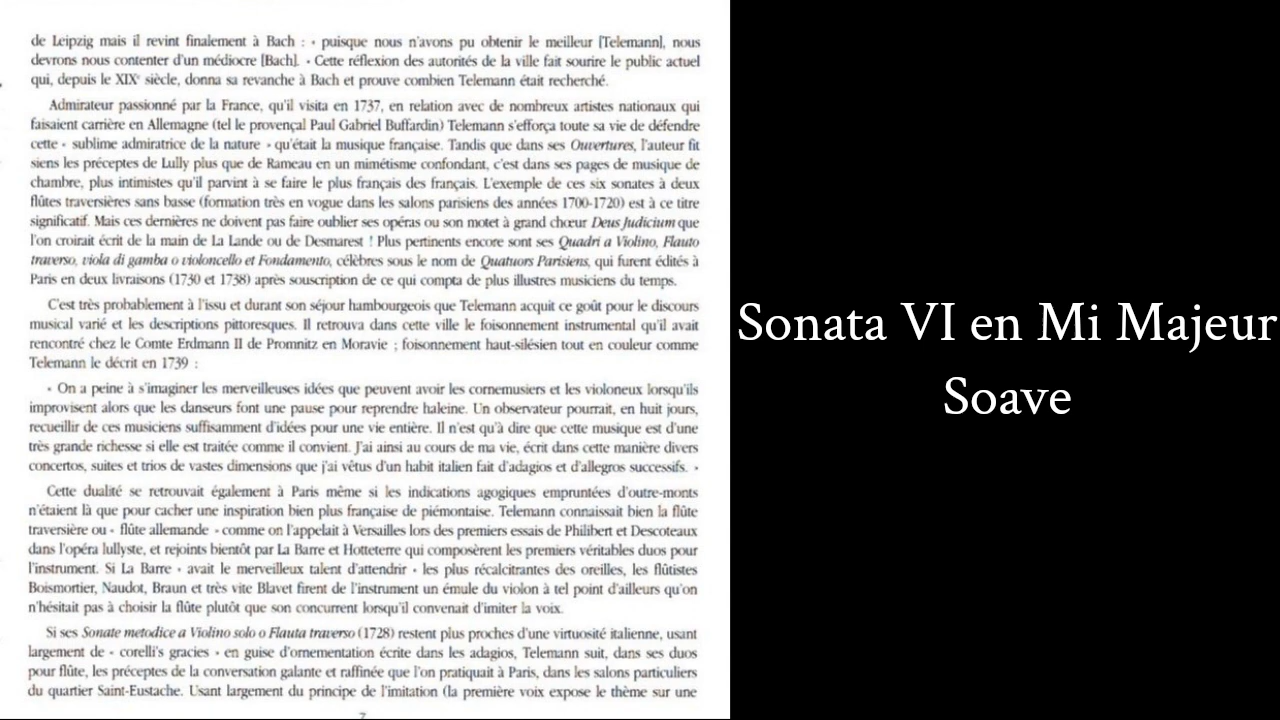 de Leipzig mais il revint finalement à Bach : « puisque nous n'avons pu obtenir le meilleur [Telemann], nous
devrons nous contenter d'un médiocre [Bach]. » Cette réflexion des autorités de la ville fait sourire le public actuel
qui, depuis le XIXe siècle, donna sa revanche à Bach et prouve combien Telemann était recherché.
Admirateur passionné par la France, qu'il visita en 1737, en relation avec de nombreux artistes nationaux qui
faisaient carrière en Allemagne (tel le provençal Paul Gabriel Buffardin) Telemann s'efforça toute sa vie de défendre
cette « sublime admiratrice de la nature » qu'était la musique française. Tandis que dans ses Ouvertures, l'auteur fit
siens les préceptes de Lully plus que de Rameau en un mimétisme confondant, c'est dans ses pages de musique de
chambre, plus intimistes qu'il parvint à se faire le plus français des français. L'exemple de ces six sonates à deux
flûtes traversières sans basse (formation très en vogue dans les salons parisiens des années 1700-1720) est à ce titre
significatif. Mais ces dernières ne doivent pas faire oublier ses opéras ou son motet à grand chœur Deus Judicium que
l'on croirait écrit de la main de La Lande ou de Desmarest ! Plus pertinents encore sont ses Quadri a Violino, Flauto
traverso, viola di gamba o violoncello et Fondamento, célèbres sous le nom de Quatuors Parisiens, qui furent édités à
Paris en deux livraisons (1730 et 1738) après souscription de ce qui compta de plus illustres musiciens du temps.
C'est très probablement à l'issu et durant son séjour hambourgeois que Telemann acquit ce goût pour le discours
musical varié et les descriptions pittoresques. Il retrouva dans cette ville le foisonnement instrumental qu'il avait
rencontré chez le Comte Erdmann II de Promnitz en Moravie ; foisonnement haut-silésien tout en couleur comme
Telemann le décrit en 1739 :
« On a peine à s'imaginer les merveilleuses idées que peuvent avoir les cornemusiers et les violoneux lorsqu'ils
improvisent alors que les danseurs font une pause pour reprendre haleine. Un observateur pourrait, en huit jours,
recueillir de ces musiciens suffisamment d'idées pour une vie entière. Il n'est qu'à dire que cette musique est d'une
très grande richesse si elle est traitée comme il convient. J'ai ainsi au cours de ma vie, écrit dans cette manière divers
concertos, suites et trios de vastes dimensions que j'ai vêtus d'un habit italien fait d'adagios et d'allegros successifs. »
Cette dualité se retrouvait également à Paris même si les indications agogiques empruntées d'outre-monts
n'étaient là que pour cacher une inspiration bien plus française de piémontaise. Telemann connaissait bien la flûte
traversière ou « flûte allemande » comme on l'appelait à Versailles lors des premiers essais de Philibert et Descoteaux
dans l'opéra lullyste, et rejoints bientôt par La Barre et Hotteterre qui composèrent les premiers véritables duos pour
l'instrument. Si La Barre « avait le merveilleux talent d'attendrir » les plus récalcitrantes des oreilles, les flûtistes
Boismortier, Naudot, Braun et très vite Blavet firent de l'instrument un émule du violon à tel point d'ailleurs qu'on
n'hésitait pas à choisir la flûte plutôt que son concurrent lorsqu'il convenait d'imiter la voix.
Si ses Sonate metodice a Violino solo o Flauta traverso (1728) restent plus proches d'une virtuosité italienne, usant
largement de « corelli's gracies » en guise d'ornementation écrite dans les adagios, Telemann suit, dans ses duos
pour flûte, les préceptes de la conversation galante et raffinée que l'on pratiquait à Paris, dans les salons particuliers
du quartier Saint-Eustache. Usant largement du principe de l'imitation (la première voix expose le thème sur une
Sonata VI en Mi Majeur
Soave